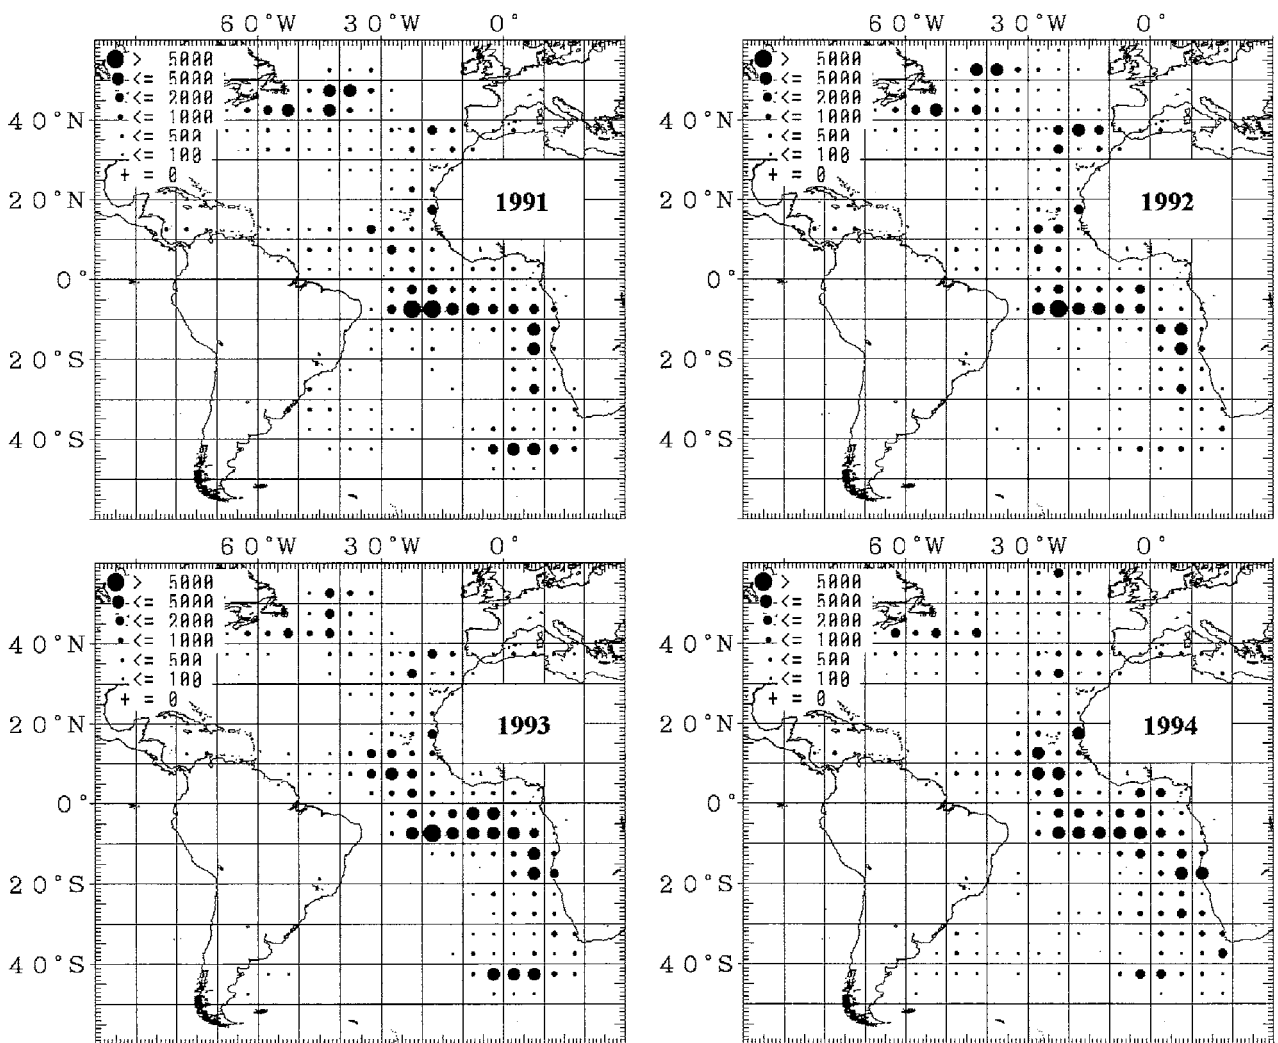 60°W 30°W 0°
60°W 30°W 0°
> 5000
<= 5000
<= 2000
<= 1000
<= 500
<= 100
+ = 0
40°N
20°N
0°
20°S
40°S
1991
> 5000
<= 5000
<= 2000
<= 1000
<= 500
<= 100
+ = 0
40°N
20°N
0°
20°S
40°S
1992
60°W 30°W 0°
60°W 30°W 0°
> 5000
<= 5000
<= 2000
<= 1000
<= 500
<= 100
+ = 0
40°N
20°N
0°
20°S
40°S
1993
> 5000
<= 5000
<= 2000
<= 1000
<= 500
<= 100
+ = 0
40°N
20°N
0°
20°S
40°S
1994